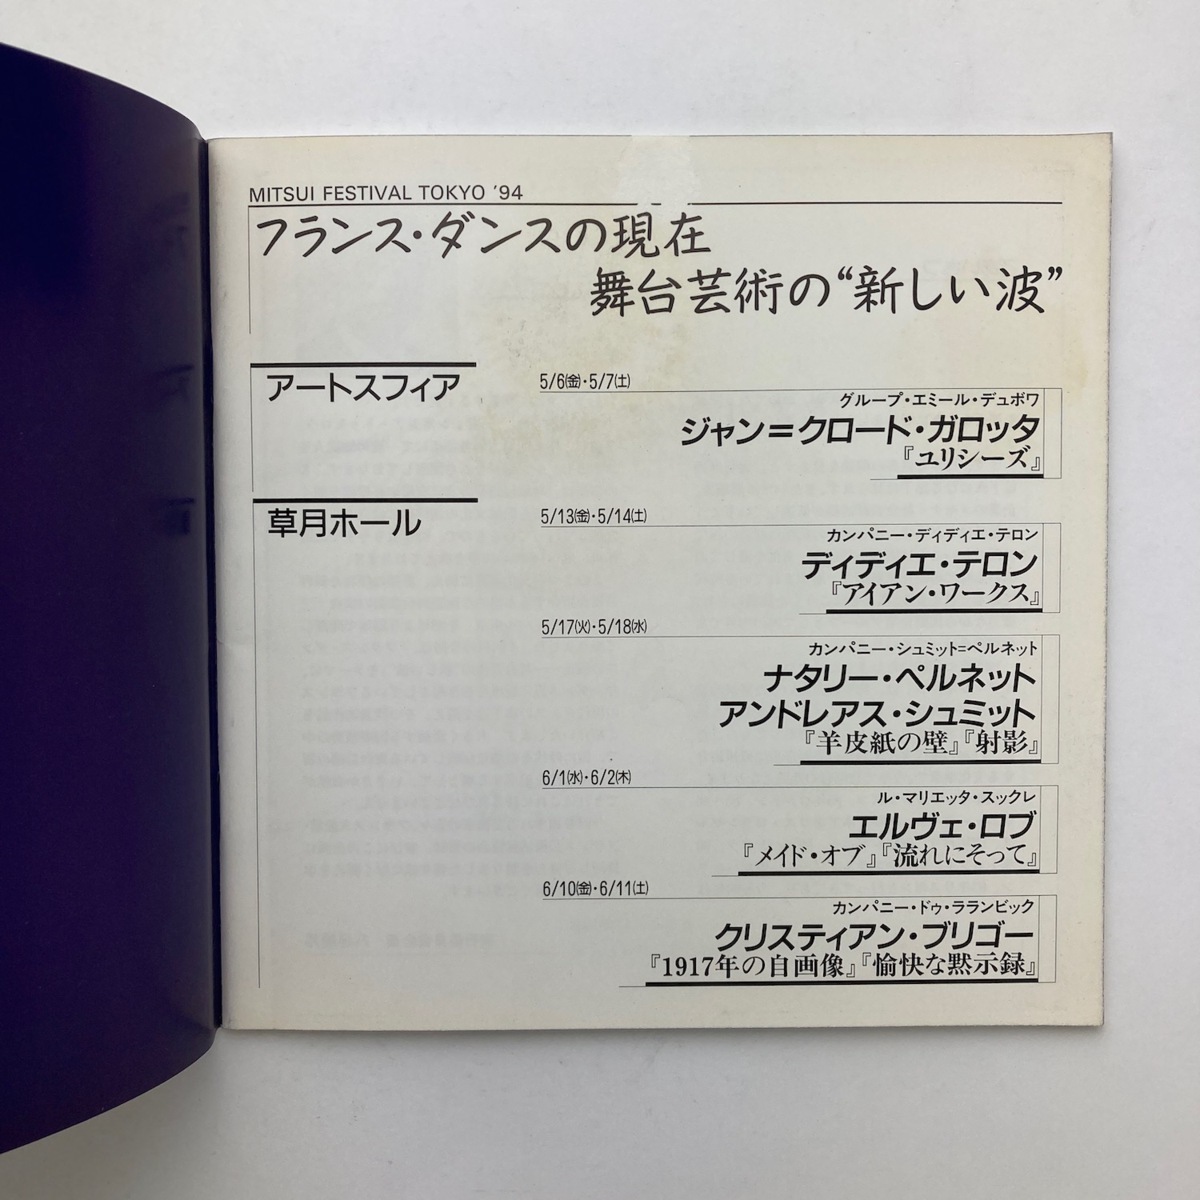 MITSUI FESTIVAL TOKYO '94
フランス・ダンスの現在
舞台芸術の“新しい波”
アートスフィア
5/6㈮・5/7㈯
グループ・エミール・デュボワ
ジャン=クロード・ガロッタ
『ユリシーズ』
草月ホール
5/13㈮・5/14㈯
カンパニー・ディディエ・テロン
ディディエ・テロン
『アイアン・ワークス』
5/17㈫・5/18㈬
カンパニー・シュミット=ペルネット
ナタリー・ペルネット
アンドレアス・シュミット
『羊皮紙の壁』『射影』
6/1㈬・6/2㈭
ル・マリエッタ・スックレ
エルヴェ・ロブ
『メイド・オブ』『流れにそって』
6/10㈮・6/11㈯
カンパニー・ドゥ・ラランビック
クリスティアン・ブリゴー
『1917年の自画像』『愉快な黙示録』